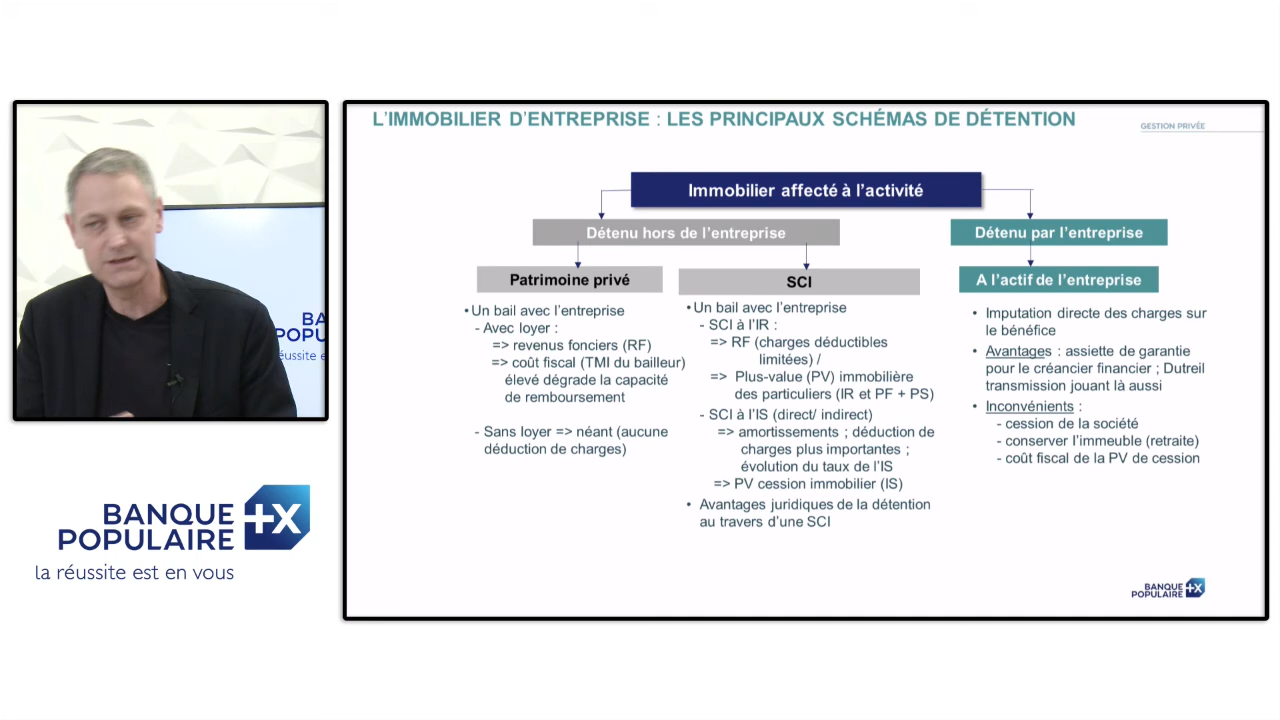 L'IMMOBILIER D'ENTREPRISE : LES PRINCIPAUX SCHÉMAS DE DÉTENTION
GESTION PRIVÉE
Immobilier affecté à l'activité
Détenu hors de l'entreprise
Détenu par l'entreprise
Patrimoine privé
SCI
A l'actif de l'entreprise
• Un bail avec l'entreprise
- Avec loyer :
=> revenus fonciers (RF)
=> coût fiscal (TMI du bailleur)
élevé dégrade la capacité
de remboursement
- Sans loyer => néant (aucune
déduction de charges)
• Un bail avec l'entreprise
- SCI à l'IR :
=> RF (charges déductibles
limitées) /
=> Plus-value (PV) immobilière
des particuliers (IR et PF + PS)
- SCI à l'IS (direct/ indirect)
=> amortissements ; déduction de
charges plus importantes ;
évolution du taux de l'IS
=> PV cession immobilier (IS)
• Avantages juridiques de la détention
au travers d'une SCI
• Imputation directe des charges sur
le bénéfice
• Avantages : assiette de garantie
pour le créancier financier ; Dutreil
transmission jouant là aussi
• Inconvénients :
- cession de la société
- conserver l'immeuble (retraite)
- coût fiscal de la PV de cession
BANQUE
POPULAIRE
+X
BA
POPU
éussite e
BANQUE
POPULAIRE
+X
la réussite est en vous